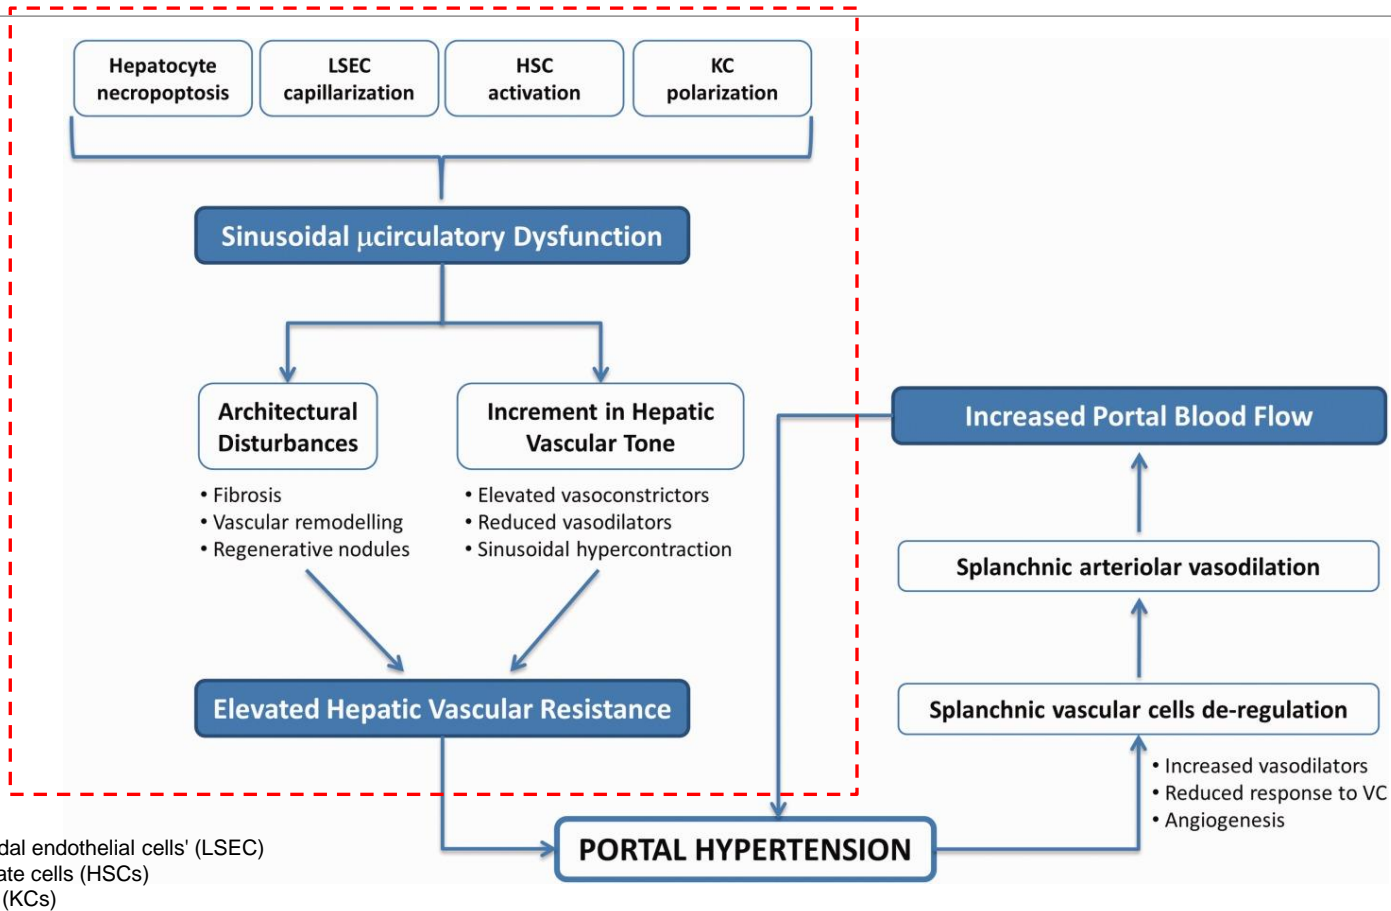 Hepatocyte
necropoptosis
LSEC
capillarization
HSC
activation
KC
polarization
Sinusoidal μcirculatory Dysfunction
Architectural
Disturbances
• Fibrosis
• Vascular remodelling
• Regenerative nodules
Increment in Hepatic
Vascular Tone
• Elevated vasoconstrictors
• Reduced vasodilators
• Sinusoidal hypercontraction
Elevated Hepatic Vascular Resistance
Increased Portal Blood Flow
Splanchnic arteriolar vasodilation
Splanchnic vascular cells de-regulation
• Increased vasodilators
• Reduced response to VC
• Angiogenesis
PORTAL HYPERTENSION
endothelial cells' (LSEC)
cells (HSCs)
(KCs)